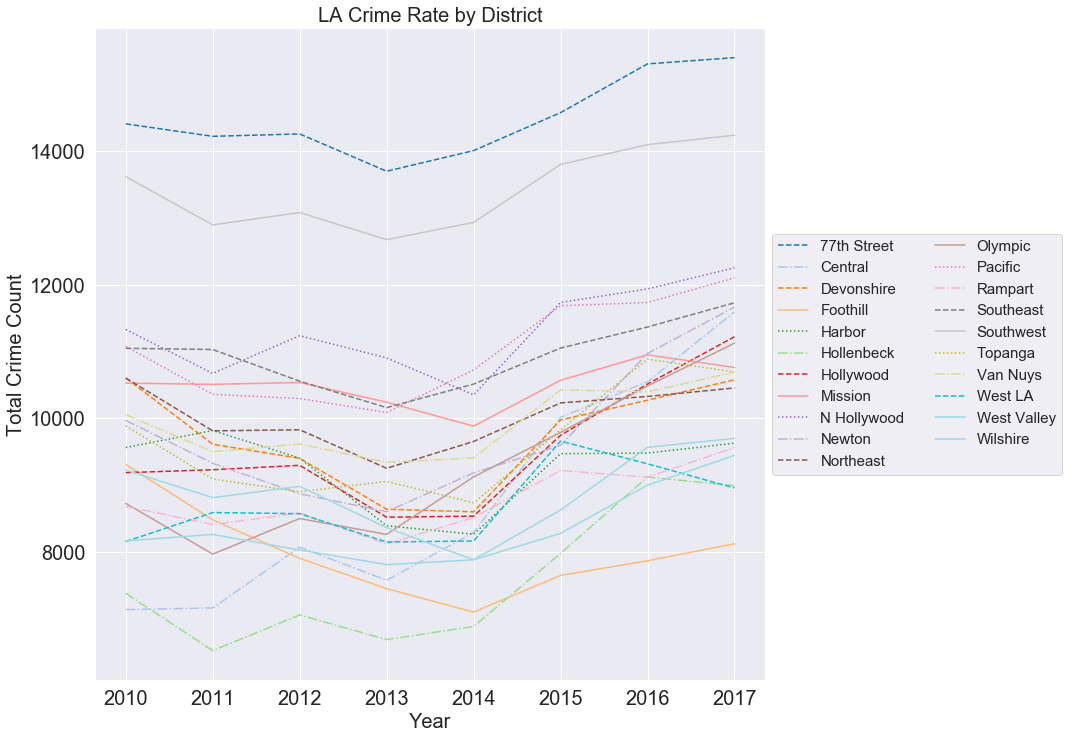 LA Crime Rate by District
Total Crime Count
14000
12000
10000
8000
2010 2011 2012 2013 2014 2015 2016 2017
Year
77th Street
Central
Devonshire
Foothill
Harbor
Hollenbeck
Hollywood
Mission
N Hollywood
Newton
Northeast
Olympic
Pacific
Rampart
Southeast
Southwest
Topanga
Van Nuys
West LA
West Valley
Wilshire